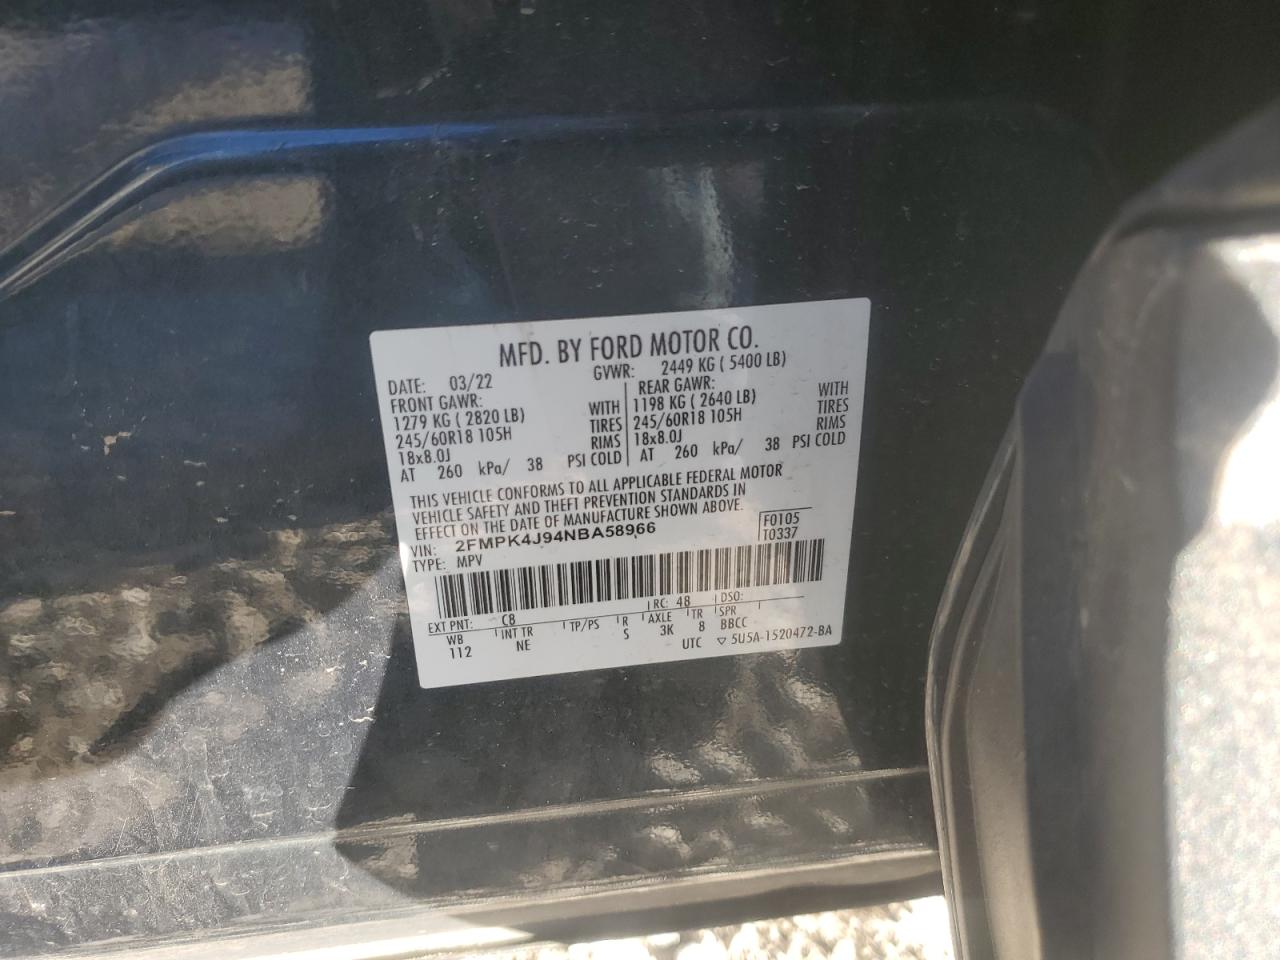 MFD. BY FORD MOTOR CO.
DATE: 03/22 GVWR: 2449 KG ( 5400 LB)
FRONT GAWR: REAR GAWR:
1279 KG ( 2820 LB) WITH 1198 KG ( 2640 LB) WITH
245/60R18 105H TIRES 245/60R18 105H TIRES
18x8.0J RIMS 18x8.0J RIMS
AT 260 kPa/ 38 PSI COLD AT 260 kPa/ 38 PSI COLD
THIS VEHICLE CONFORMS TO ALL APPLICABLE FEDERAL MOTOR
VEHICLE SAFETY AND THEFT PREVENTION STANDARDS IN
EFFECT ON THE DATE OF MANUFACTURE SHOWN ABOVE.
VIN: 2FMPK4J94NBA58966 F0105
TYPE: MPV T0337
EXT PNT: C8 RC: 48 DSO:
WB INT TR TP/PS R AXLE TR SPR
112 NE S 3K 8 BBCC
UTC ▽ 5U5A-1520472-BA